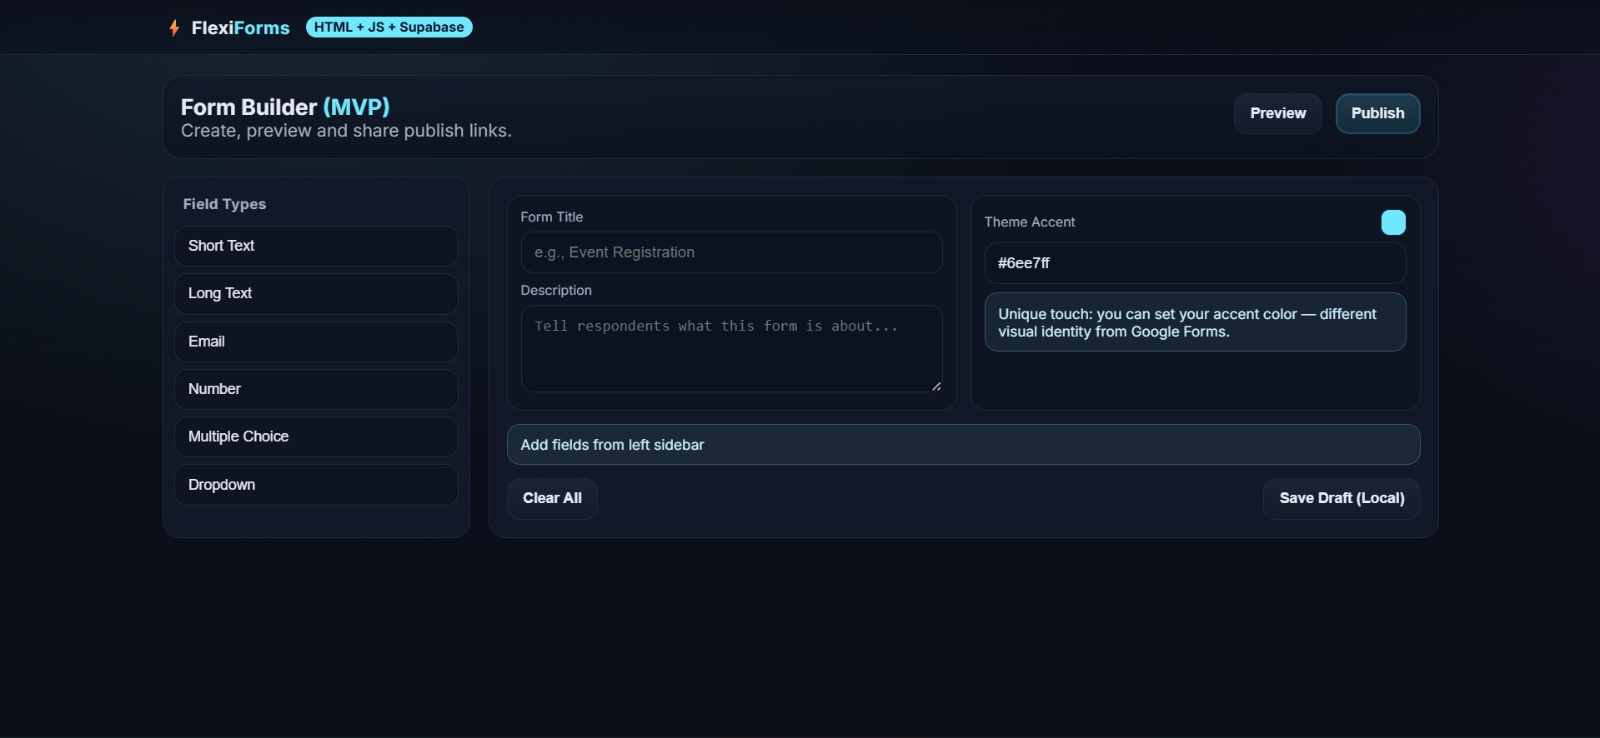 FlexiForms
HTML + JS + Supabase
Form Builder (MVP)
Create, preview and share publish links.
Preview
Publish
Field Types
Short Text
Long Text
Email
Number
Multiple Choice
Dropdown
Form Title
e.g., Event Registration
Description
Tell respondents what this form is about...
Theme Accent
#6ee7ff
Unique touch: you can set your accent color — different
visual identity from Google Forms.
Add fields from left sidebar
Clear All
Save Draft (Local)